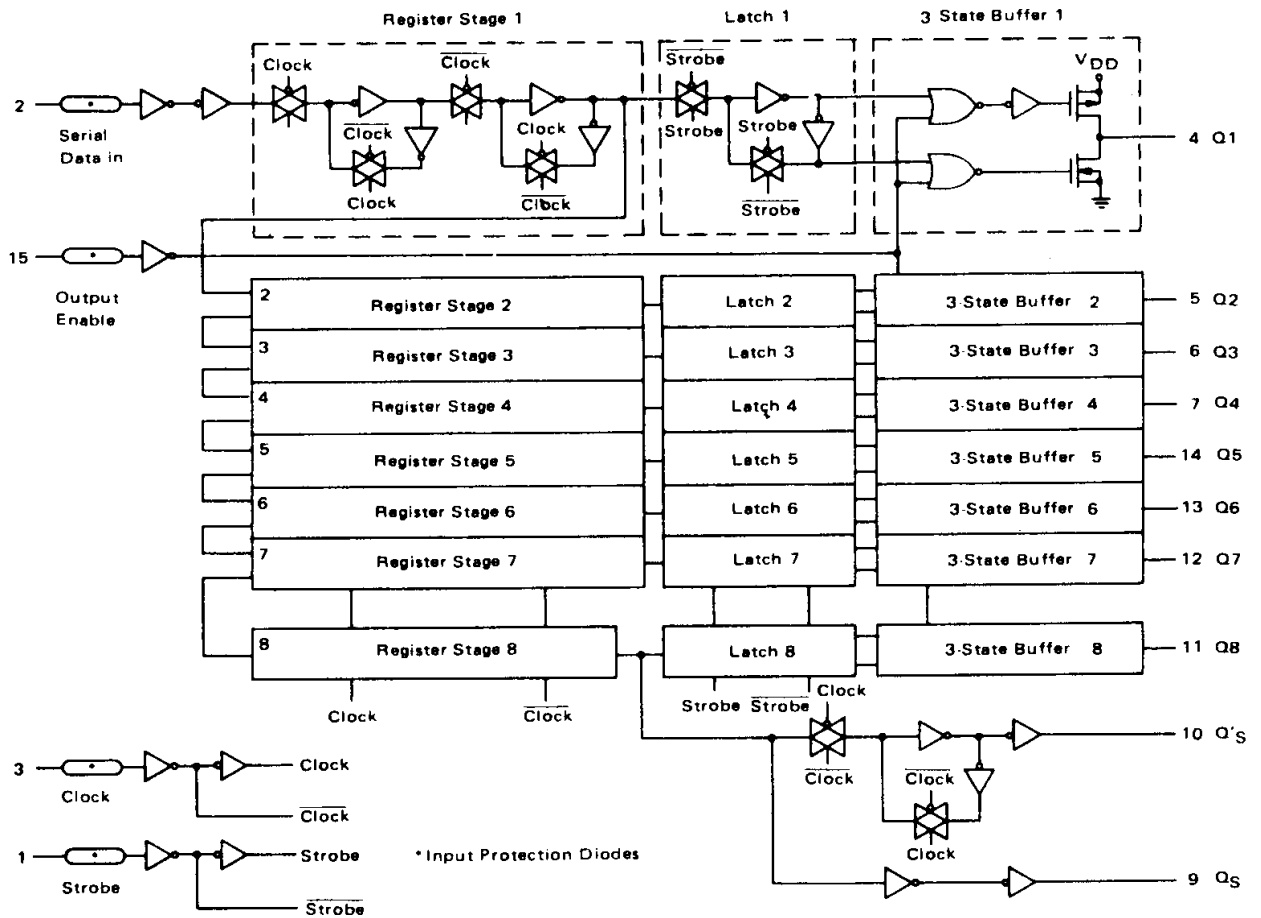 Register Stage 1
Latch 1
3 State Buffer 1
Clock
Clock
Strobe
VDD
2
Serial
Data in
Clock
Clock
Clock
Clock
Strobe
Strobe
Strobe
4 Q1
15
Output
Enable
2 Register Stage 2 Latch 2 3-State Buffer 2 5 Q2
3 Register Stage 3 Latch 3 3-State Buffer 3 6 Q3
4 Register Stage 4 Latch 4 3-State Buffer 4 7 Q4
5 Register Stage 5 Latch 5 3-State Buffer 5 14 Q5
6 Register Stage 6 Latch 6 3-State Buffer 6 13 Q6
7 Register Stage 7 Latch 7 3-State Buffer 7 12 Q7
8 Register Stage 8 Latch 8 3-State Buffer 8 11 Q8
Clock
Clock
Strobe
Strobe
Clock
Clock
Clock
Clock
10 Q'S
3
Clock
Clock
Clock
1
Strobe
Strobe
Strobe
* Input Protection Diodes
9 QS